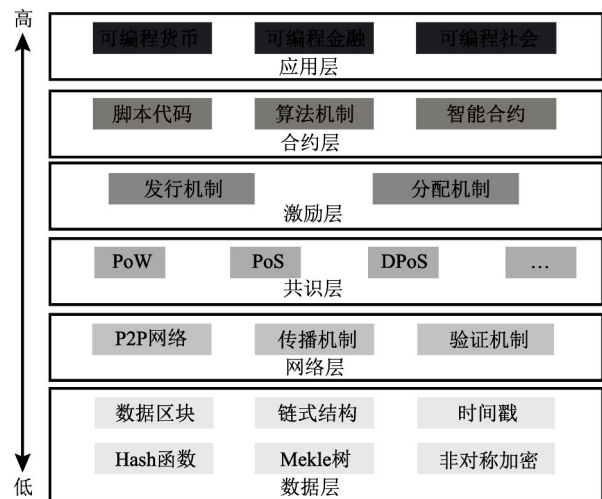 高
可编程货币 可编程金融 可编程社会
应用层
脚本代码 算法机制 智能合约
合约层
发行机制 分配机制
激励层
PoW PoS DPoS …
共识层
P2P网络 传播机制 验证机制
网络层
数据区块 链式结构 时间戳
Hash函数 Mekle树 非对称加密
低
数据层